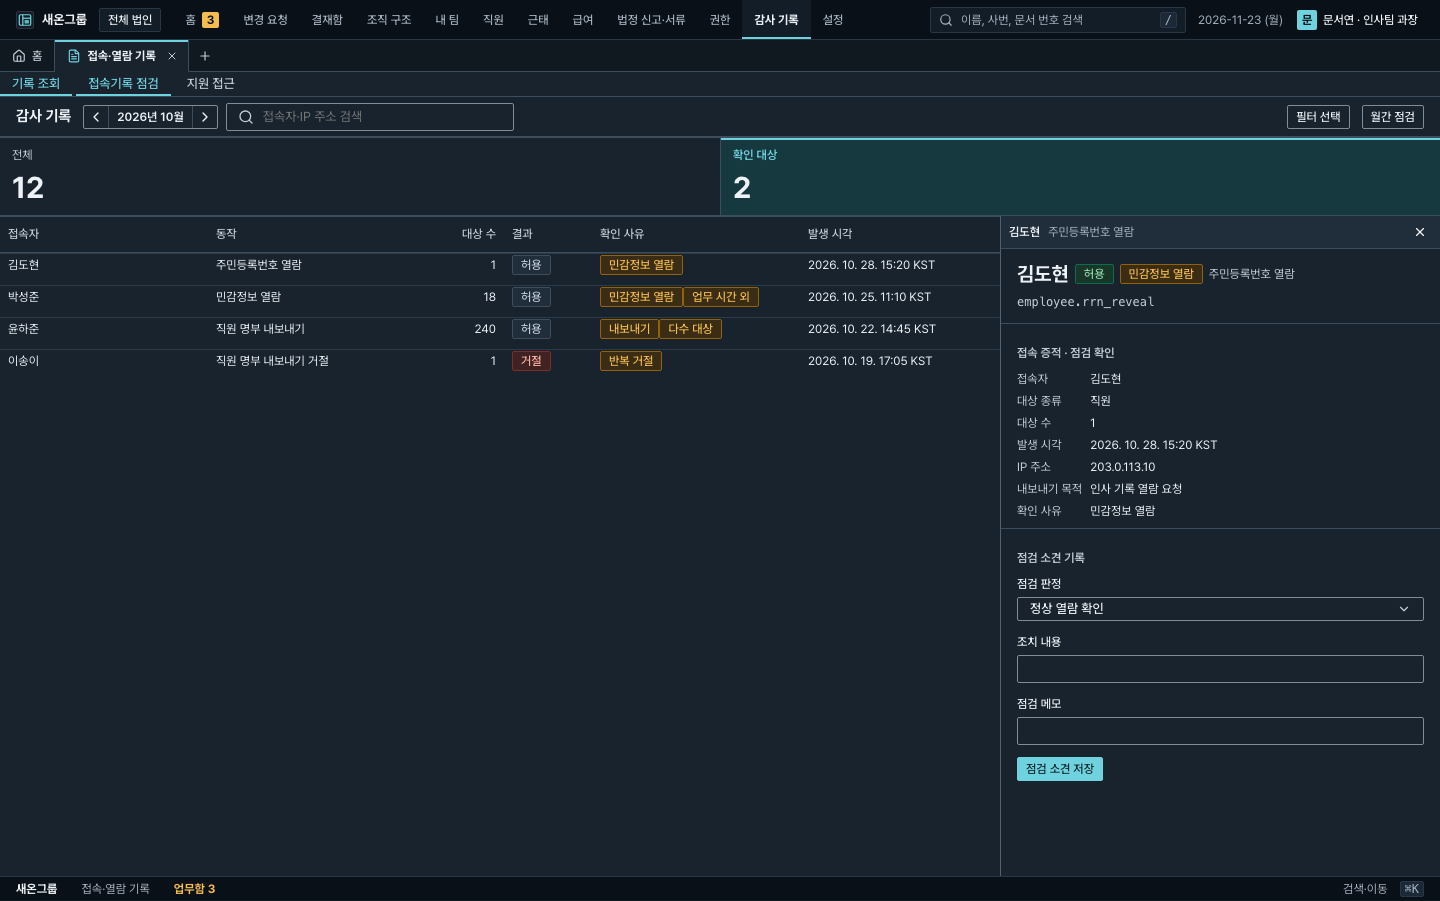 새온그룹 전체 법인 홈 3 변경 요청 결재함 조직 구조 내 팀 직원 근태 급여 법정 신고·서류 권한 감사 기록 설정 이름, 사번, 문서 번호 검색 / 2026-11-23 (월) 문 문서연 · 인사팀 과장
홈 접속·열람 기록
기록 조회 접속기록 점검 지원 접근
감사 기록 2026년 10월 접속자·IP 주소 검색 필터 선택 월간 점검
전체
12
확인 대상
2
접속자 동작 대상 수 결과 확인 사유 발생 시각
김도현 주민등록번호 열람 1 허용 민감정보 열람 2026. 10. 28. 15:20 KST
박성준 민감정보 열람 18 허용 민감정보 열람 업무 시간 외 2026. 10. 25. 11:10 KST
윤하준 직원 명부 내보내기 240 허용 내보내기 다수 대상 2026. 10. 22. 14:45 KST
이송이 직원 명부 내보내기 거절 1 거절 반복 거절 2026. 10. 19. 17:05 KST
김도현 주민등록번호 열람
김도현 허용 민감정보 열람 주민등록번호 열람
employee.rrn_reveal
접속 증적 · 점검 확인
접속자 김도현
대상 종류 직원
대상 수 1
발생 시각 2026. 10. 28. 15:20 KST
IP 주소 203.0.113.10
내보내기 목적 인사 기록 열람 요청
확인 사유 민감정보 열람
점검 소견 기록
점검 판정
정상 열람 확인
조치 내용
점검 메모
점검 소견 저장
새온그룹 접속·열람 기록 업무함 3 검색·이동 ⌘K